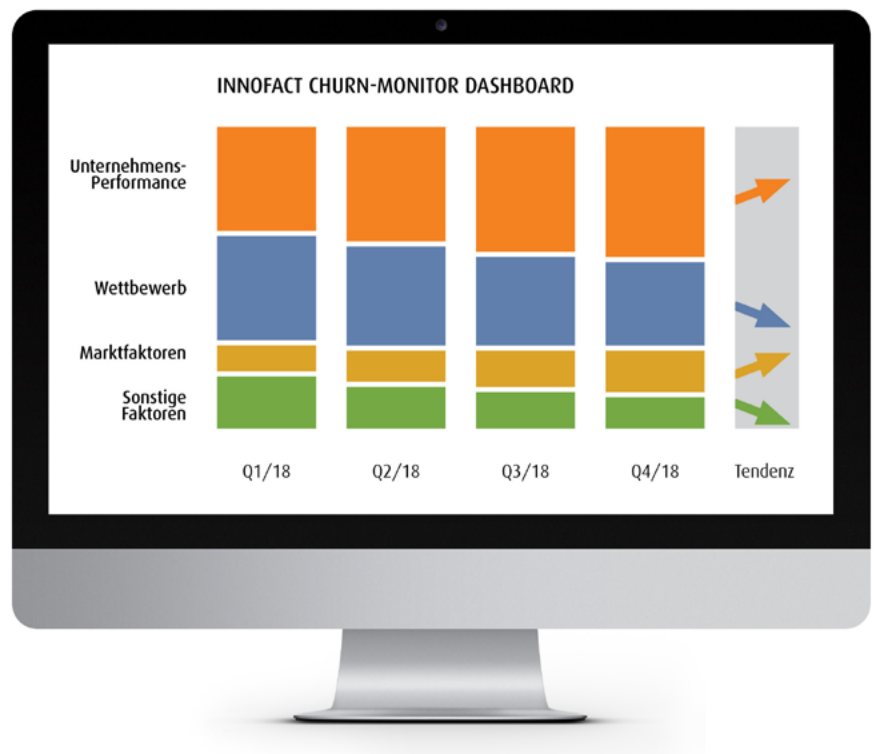 INNOFACT CHURN-MONITOR DASHBOARD
Unternehmens-
Performance
Wettbewerb
Marktfaktoren
Sonstige
Faktoren
Q1/18
Q2/18
Q3/18
Q4/18
Tendenz